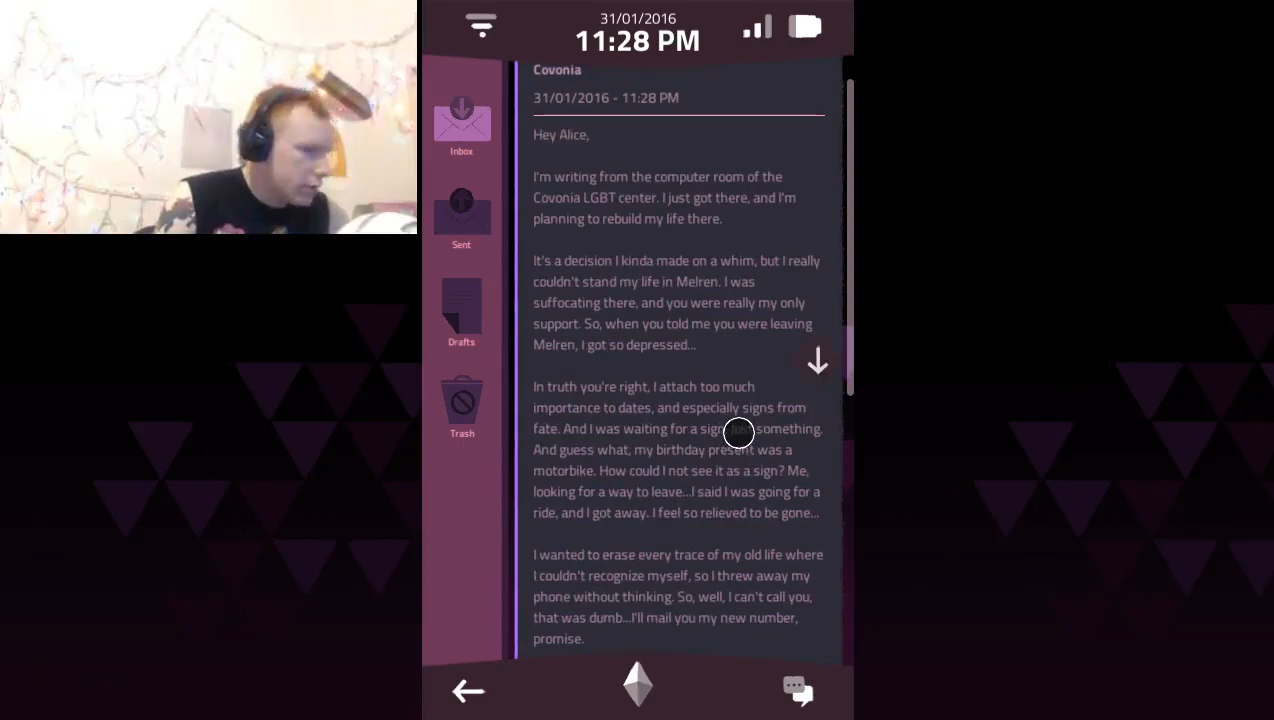 31/01/2016
11:28 PM
Covonia
31/01/2016 - 11:28 PM
Hey Alice,
I'm writing from the computer room of the
Covonia LGBT center. I just got there, and I'm
planning to rebuild my life there.
It's a decision I kinda made on a whim, but I really
couldn't stand my life in Melren. I was
suffocating there, and you were really my only
support. So, when you told me you were leaving
Melren, I got so depressed...
In truth you're right, I attach too much
importance to dates, and especially signs from
fate. And I was waiting for a sign, just something.
And guess what, my birthday present was a
motorbike. How could I not see it as a sign? Me,
looking for a way to leave...I said I was going for a
ride, and I got away. I feel so relieved to be gone...
I wanted to erase every trace of my old life where
I couldn't recognize myself, so I threw away my
phone without thinking. So, well, I can't call you,
that was dumb...I'll mail you my new number,
promise.
Inbox
Sent
Drafts
Trash